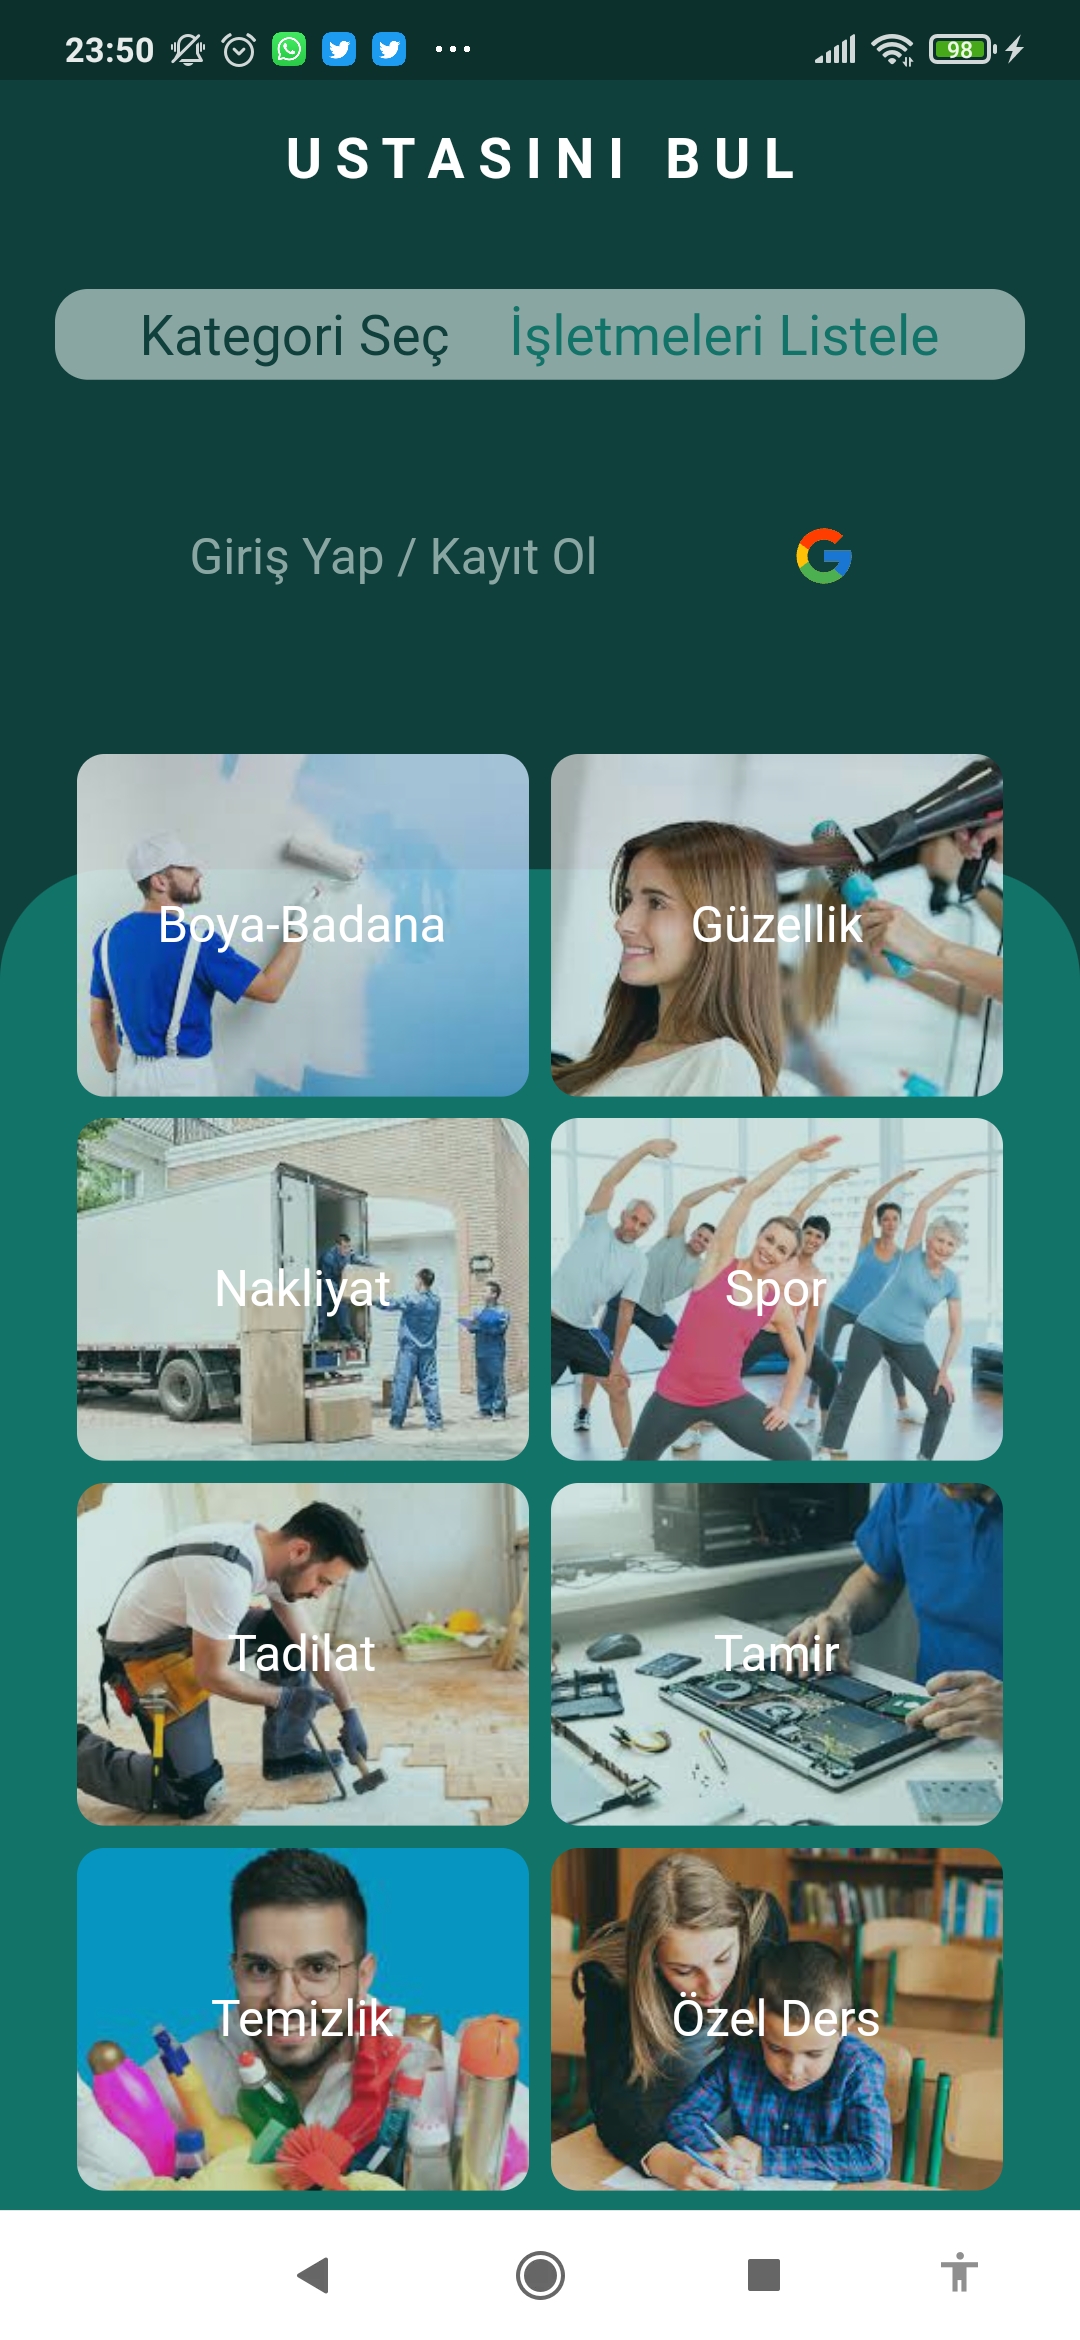 23:50
98
USTASINI BUL
Kategori Seç İşletmeleri Listele
Giriş Yap / Kayıt Ol
Boya-Badana Güzellik
Nakliyat Spor
Tadilat Tamir
Temizlik Özel Ders